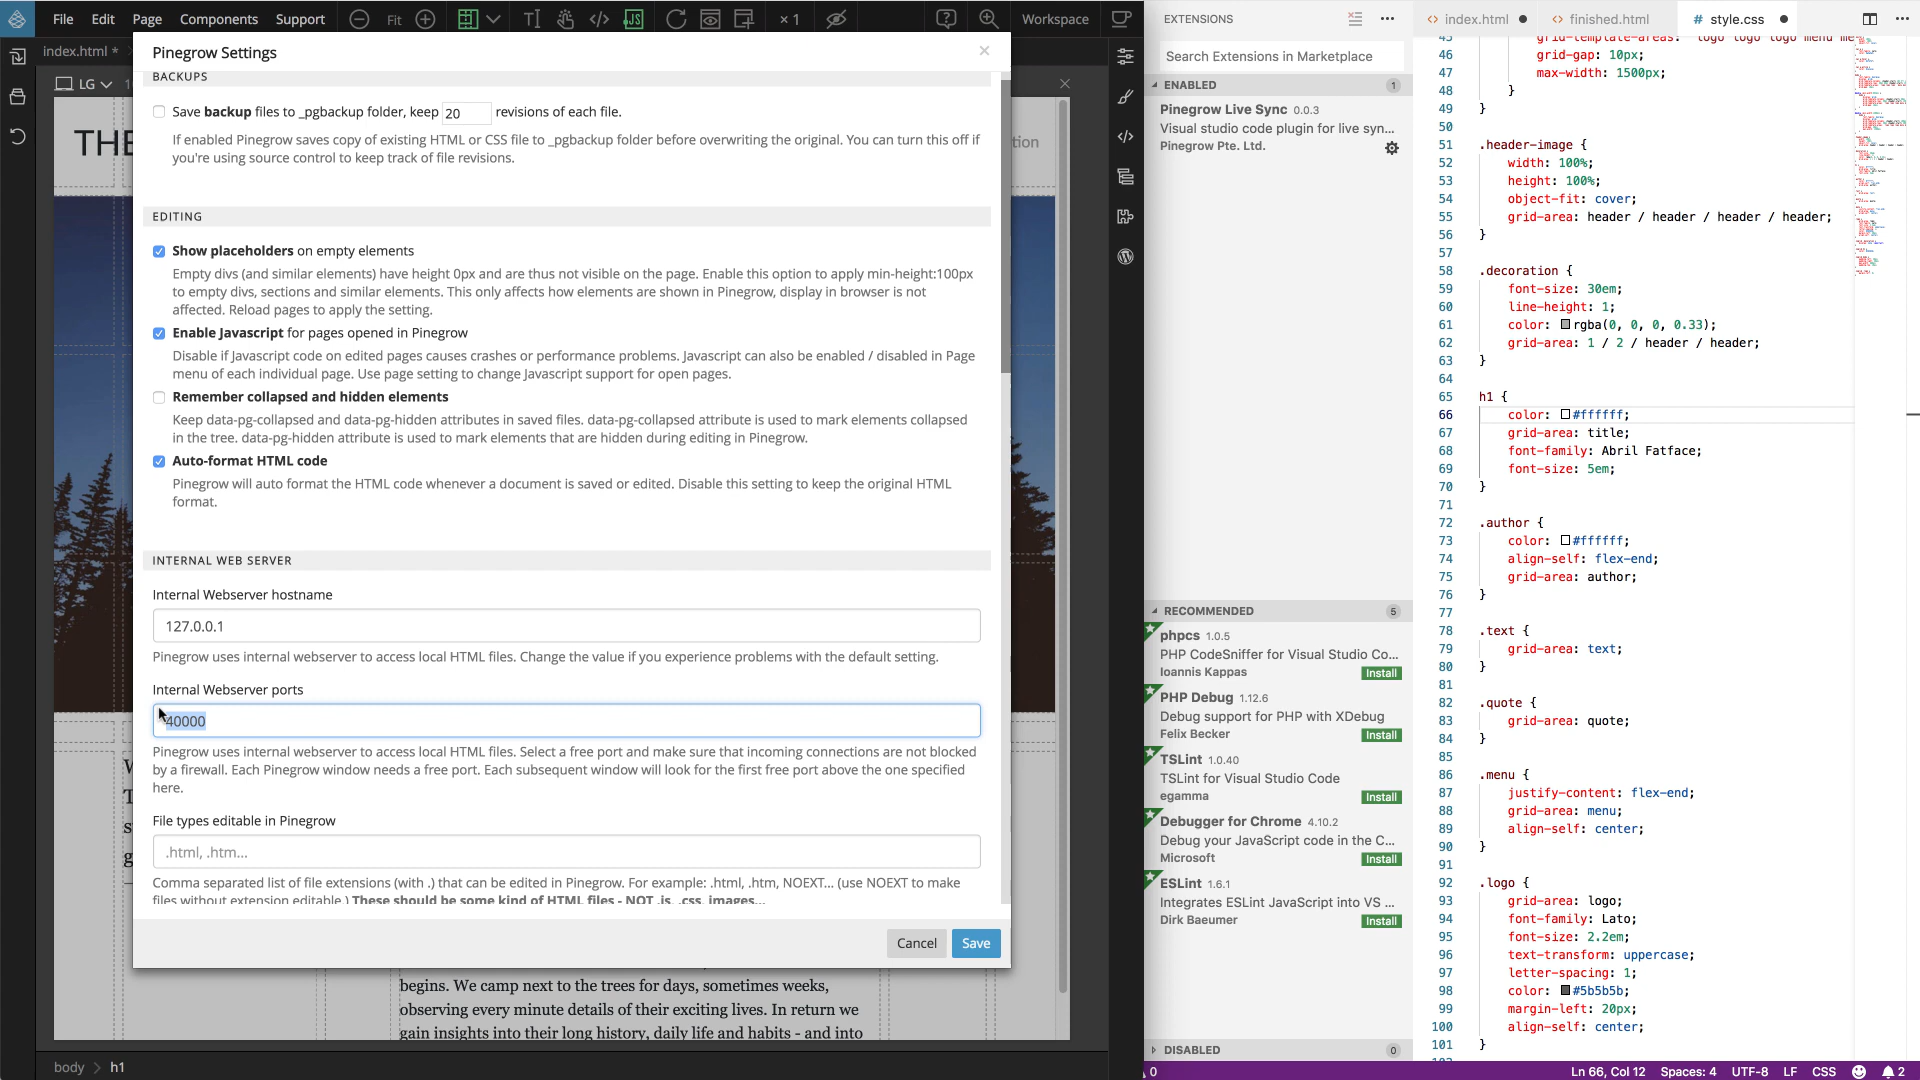 File Edit Page Components Support Fit × 1 Workspace
index.html *
Pinegrow Settings
LG
THE
tion
BACKUPS
Save backup files to _pgbackup folder, keep 20 revisions of each file.
If enabled Pinegrow saves copy of existing HTML or CSS file to _pgbackup folder before overwriting the original. You can turn this off if
you're using source control to keep track of file revisions.
EDITING
Show placeholders on empty elements
Empty divs (and similar elements) have height 0px and are thus not visible on the page. Enable this option to apply min-height:100px
to empty divs, sections and similar elements. This only affects how elements are shown in Pinegrow, display in browser is not
affected. Reload pages to apply the setting.
Enable Javascript for pages opened in Pinegrow
Disable if Javascript code on edited pages causes crashes or performance problems. Javascript can also be enabled / disabled in Page
menu of each individual page. Use page setting to change Javascript support for open pages.
Remember collapsed and hidden elements
Keep data-pg-collapsed and data-pg-hidden attributes in saved files. data-pg-collapsed attribute is used to mark elements collapsed
in the tree. data-pg-hidden attribute is used to mark elements that are hidden during editing in Pinegrow.
Auto-format HTML code
Pinegrow will auto format the HTML code whenever a document is saved or edited. Disable this setting to keep the original HTML
format.
INTERNAL WEB SERVER
Internal Webserver hostname
127.0.0.1
Pinegrow uses internal webserver to access local HTML files. Change the value if you experience problems with the default setting.
Internal Webserver ports
40000
Pinegrow uses internal webserver to access local HTML files. Select a free port and make sure that incoming connections are not blocked
by a firewall. Each Pinegrow window needs a free port. Each subsequent window will look for the first free port above the one specified
here.
File types editable in Pinegrow
.html, .htm...
Comma separated list of file extensions (with .) that can be edited in Pinegrow. For example: .html, .htm, NOEXT... (use NOEXT to make
files without extension editable.) These should be some kind of HTML files - NOT .js, .css, images...
Cancel Save
begins. We camp next to the trees for days, sometimes weeks,
observing every minute details of their exciting lives. In return we
gain insights into their long history, daily life and habits - and into
body > h1
EXTENSIONS
Search Extensions in Marketplace
ENABLED 1
Pinegrow Live Sync 0.0.3
Visual studio code plugin for live syn...
Pinegrow Pte. Ltd.
RECOMMENDED 5
phpcs 1.0.5
PHP CodeSniffer for Visual Studio Co...
Ioannis Kappas Install
PHP Debug 1.12.6
Debug support for PHP with XDebug
Felix Becker Install
TSLint 1.0.40
TSLint for Visual Studio Code
egamma Install
Debugger for Chrome 4.10.2
Debug your JavaScript code in the C...
Microsoft Install
ESLint 1.6.1
Integrates ESLint JavaScript into VS ...
Dirk Baeumer Install
DISABLED 0
<> index.html <> finished.html # style.css
45 grid-template-areas: "logo logo logo menu me
46 grid-gap: 10px;
47 max-width: 1500px;
48 }
49 }
50
51 .header-image {
52 width: 100%;
53 height: 100%;
54 object-fit: cover;
55 grid-area: header / header / header / header;
56 }
57
58 .decoration {
59 font-size: 30em;
60 line-height: 1;
61 color: rgba(0, 0, 0, 0.33);
62 grid-area: 1 / 2 / header / header;
63 }
64
65 h1 {
66 color: #ffffff;
67 grid-area: title;
68 font-family: Abril Fatface;
69 font-size: 5em;
70 }
71
72 .author {
73 color: #ffffff;
74 align-self: flex-end;
75 grid-area: author;
76 }
77
78 .text {
79 grid-area: text;
80 }
81
82 .quote {
83 grid-area: quote;
84 }
85
86 .menu {
87 justify-content: flex-end;
88 grid-area: menu;
89 align-self: center;
90 }
91
92 .logo {
93 grid-area: logo;
94 font-family: Lato;
95 font-size: 2.2em;
96 text-transform: uppercase;
97 letter-spacing: 1;
98 color: #5b5b5b;
99 margin-left: 20px;
100 align-self: center;
101 }
0 Ln 66, Col 12 Spaces: 4 UTF-8 LF CSS 2